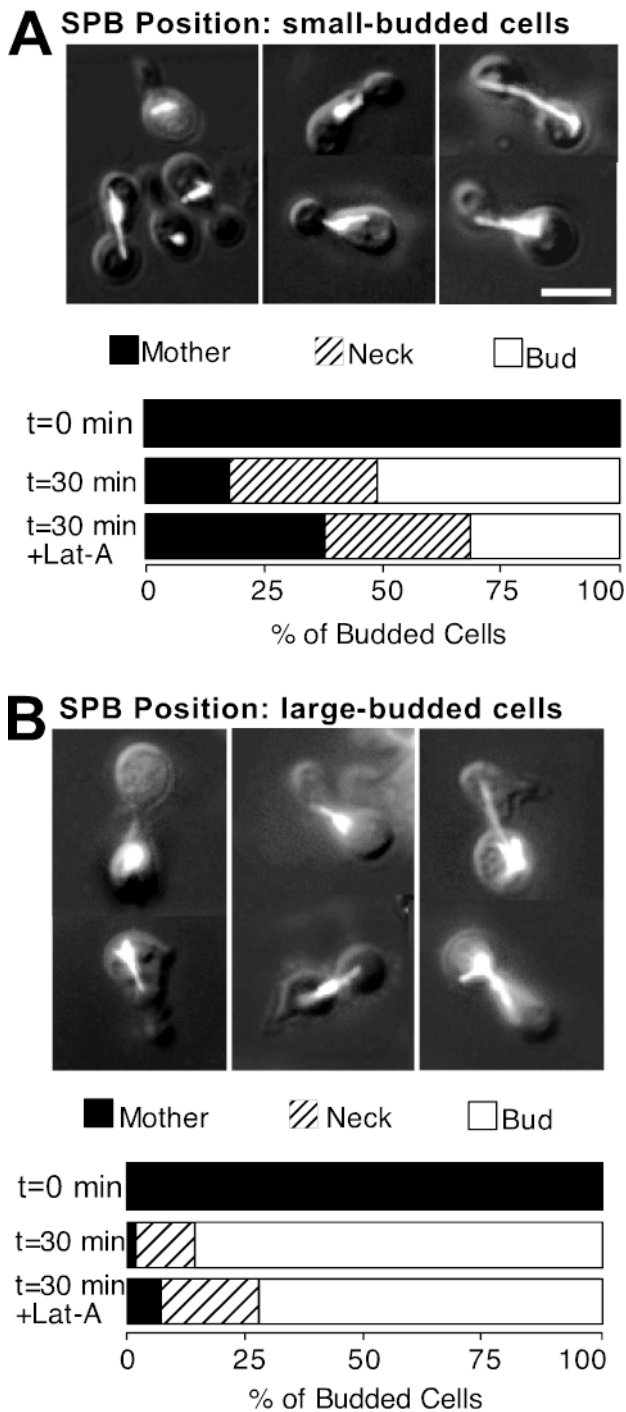 A SPB Position: small-budded cells
Mother Neck Bud
t=0 min
t=30 min
t=30 min
+Lat-A
0 25 50 75 100
% of Budded Cells
B SPB Position: large-budded cells
Mother Neck Bud
t=0 min
t=30 min
t=30 min
+Lat-A
0 25 50 75 100
% of Budded Cells